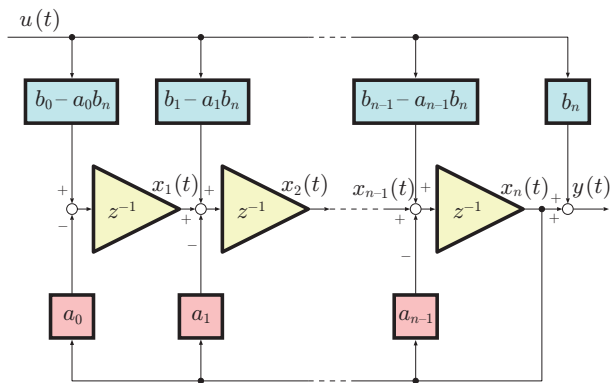 u(t)
b₀ – a₀bₙ b₁ – a₁bₙ bₙ₋₁ – aₙ₋₁bₙ bₙ
x₁(t) x₂(t) xₙ₋₁(t) xₙ(t) y(t)
+ + + +
z⁻¹ z⁻¹ z⁻¹
+ + +
– – –
a₀ a₁ aₙ₋₁